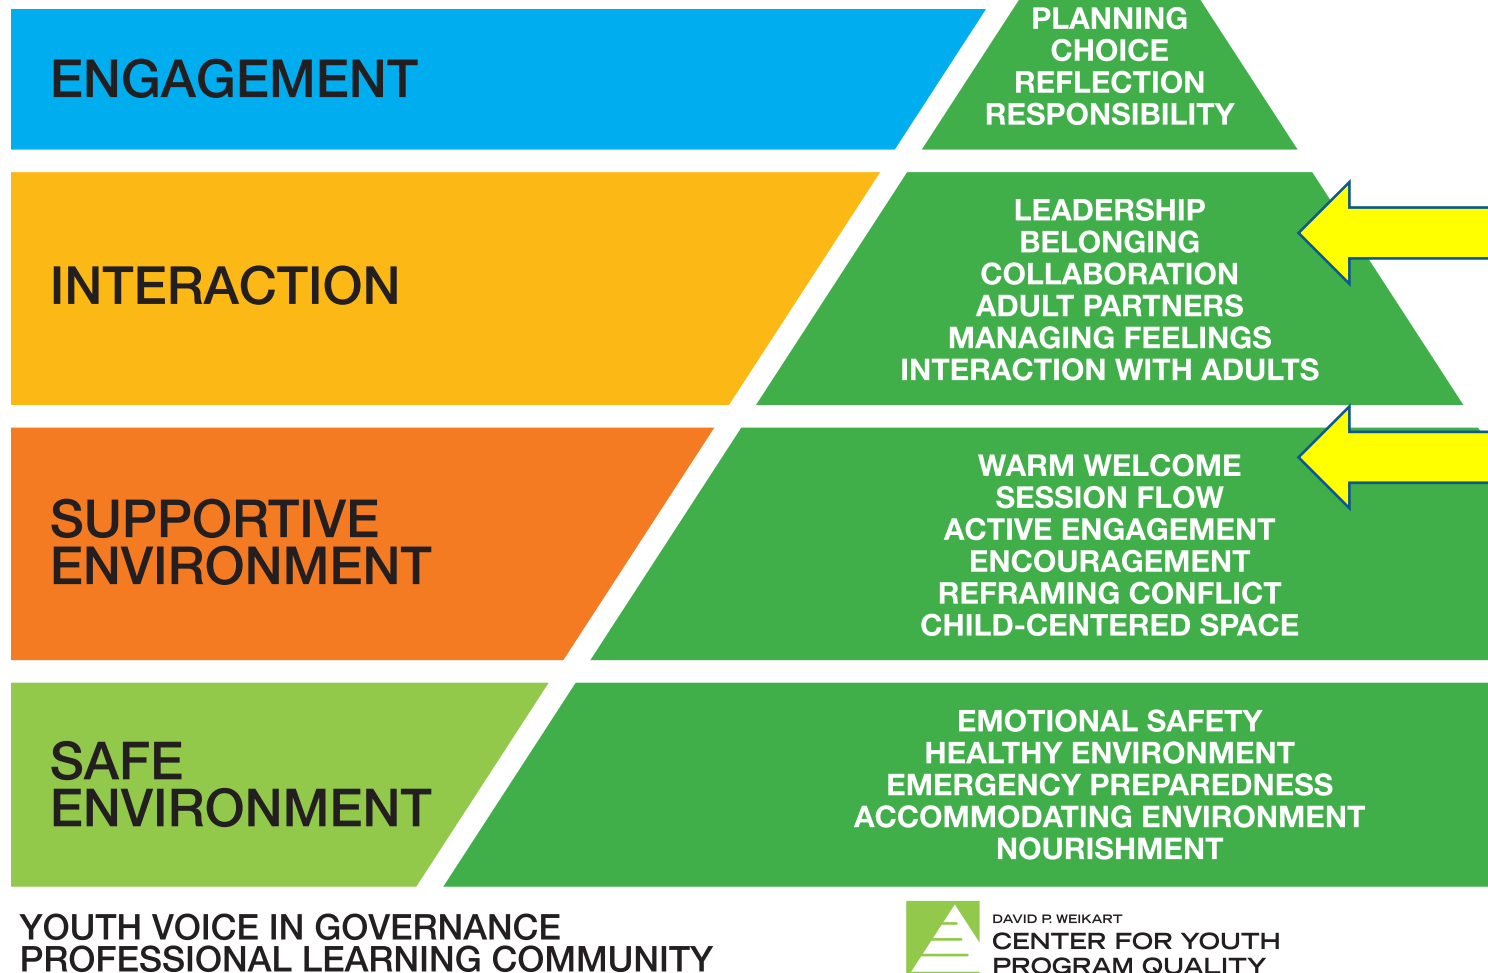 ENGAGEMENT
PLANNING
CHOICE
REFLECTION
RESPONSIBILITY
INTERACTION
LEADERSHIP
BELONGING
COLLABORATION
ADULT PARTNERS
MANAGING FEELINGS
INTERACTION WITH ADULTS
SUPPORTIVE
ENVIRONMENT
WARM WELCOME
SESSION FLOW
ACTIVE ENGAGEMENT
ENCOURAGEMENT
REFRAMING CONFLICT
CHILD-CENTERED SPACE
SAFE
ENVIRONMENT
EMOTIONAL SAFETY
HEALTHY ENVIRONMENT
EMERGENCY PREPAREDNESS
ACCOMMODATING ENVIRONMENT
NOURISHMENT
YOUTH VOICE IN GOVERNANCE
PROFESSIONAL LEARNING COMMUNITY
DAVID P. WEIKART
CENTER FOR YOUTH
PROGRAM QUALITY